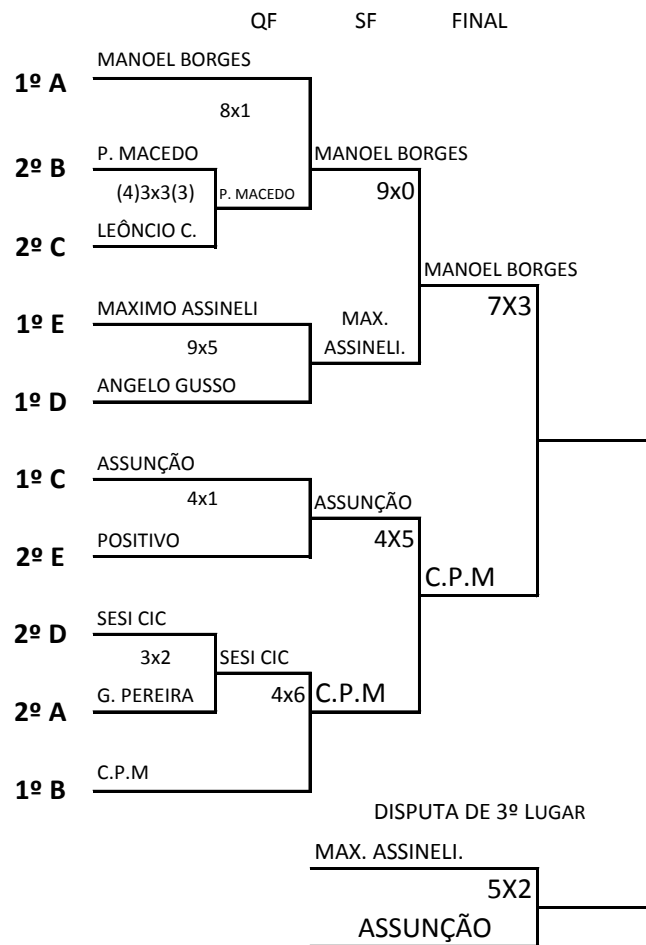 QF SF FINAL
MANOEL BORGES
1º A
8x1
P. MACEDO
2º B
MANOEL BORGES
(4)3x3(3)
P. MACEDO
9x0
LEÔNCIO C.
2º C
MANOEL BORGES
MAXIMO ASSINELI
1º E
7X3
MAX.
ASSINELI.
9x5
ANGELO GUSSO
1º D
ASSUNÇÃO
1º C
4x1
ASSUNÇÃO
POSITIVO
4X5
2º E
C.P.M
SESI CIC
2º D
3x2
SESI CIC
G. PEREIRA
4x6
C.P.M
2º A
C.P.M
1º B
DISPUTA DE 3º LUGAR
MAX. ASSINELI.
5X2
ASSUNÇÃO